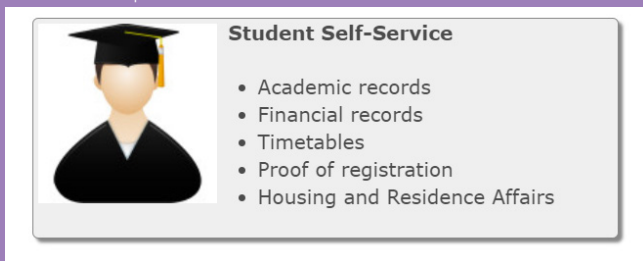 Student Self-Service
Academic records
Financial records
Timetables
Proof of registration
Housing and Residence Affairs